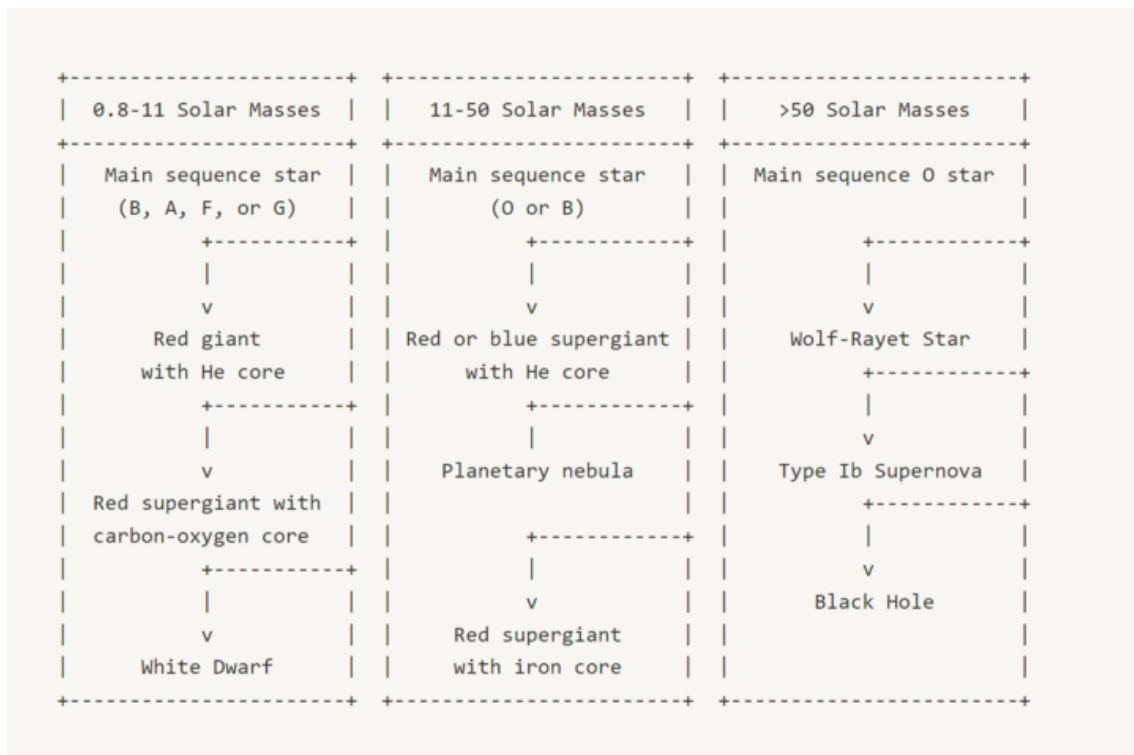 0.8-11 Solar Masses
Main sequence star
(B, A, F, or G)
v
Red giant
with He core
v
Red supergiant with
carbon-oxygen core
v
White Dwarf
11-50 Solar Masses
Main sequence star
(O or B)
v
Red or blue supergiant
with He core
Planetary nebula
v
Red supergiant
with iron core
>50 Solar Masses
Main sequence O star
v
Wolf-Rayet Star
v
Type Ib Supernova
v
Black Hole